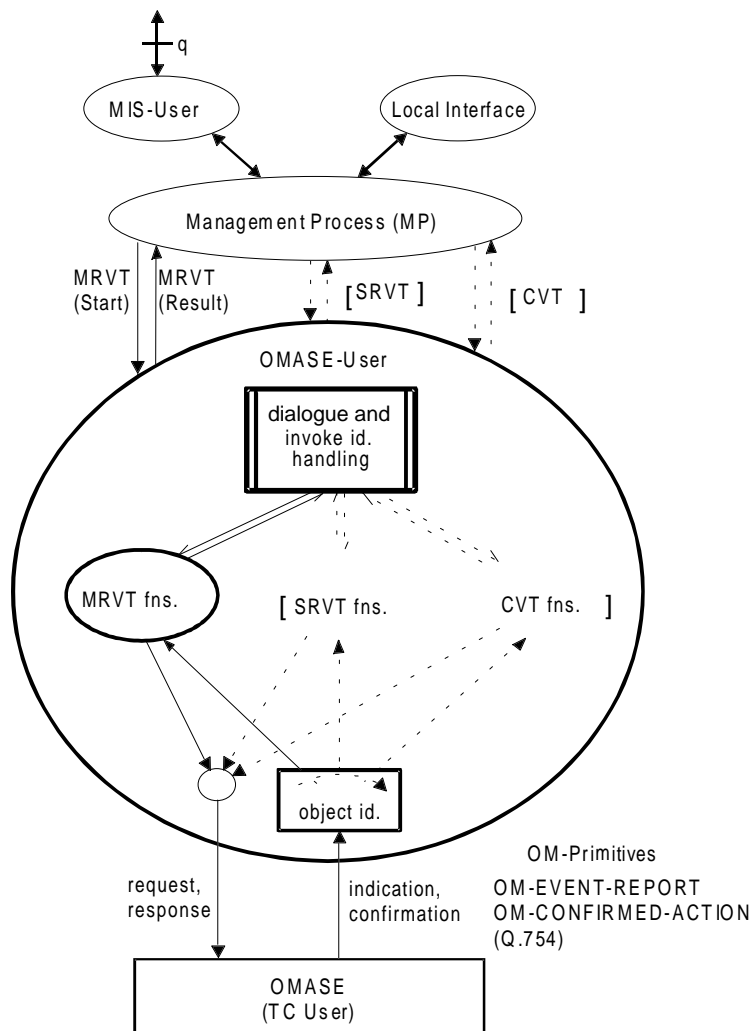 q
MIS-User
Local Interface
Management Process (MP)
MRVT
(Start)
MRVT
(Result)
[ SRVT ]
[ CVT ]
OMASE-User
dialogue and
invoke id.
handling
MRVT fns.
[ SRVT fns.
CVT fns. ]
object id.
request,
response
indication,
confirmation
OM-Primitives
OM-EVENT-REPORT
OM-CONFIRMED-ACTION
(Q.754)
OMASE
(TC User)